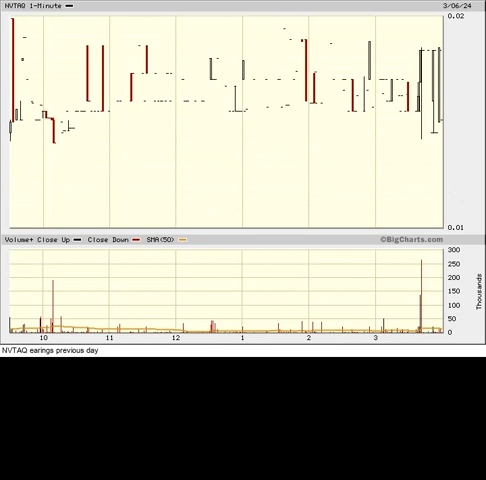 NVTAQ 1-Minute 3/06/24
0.02
0.01
Volume+ Close Up Close Down SMA(50) ©BigCharts.com
300
250
200
150
100
50
0
Thousands
10 11 12 1 2 3
NVTAQ earings previous day